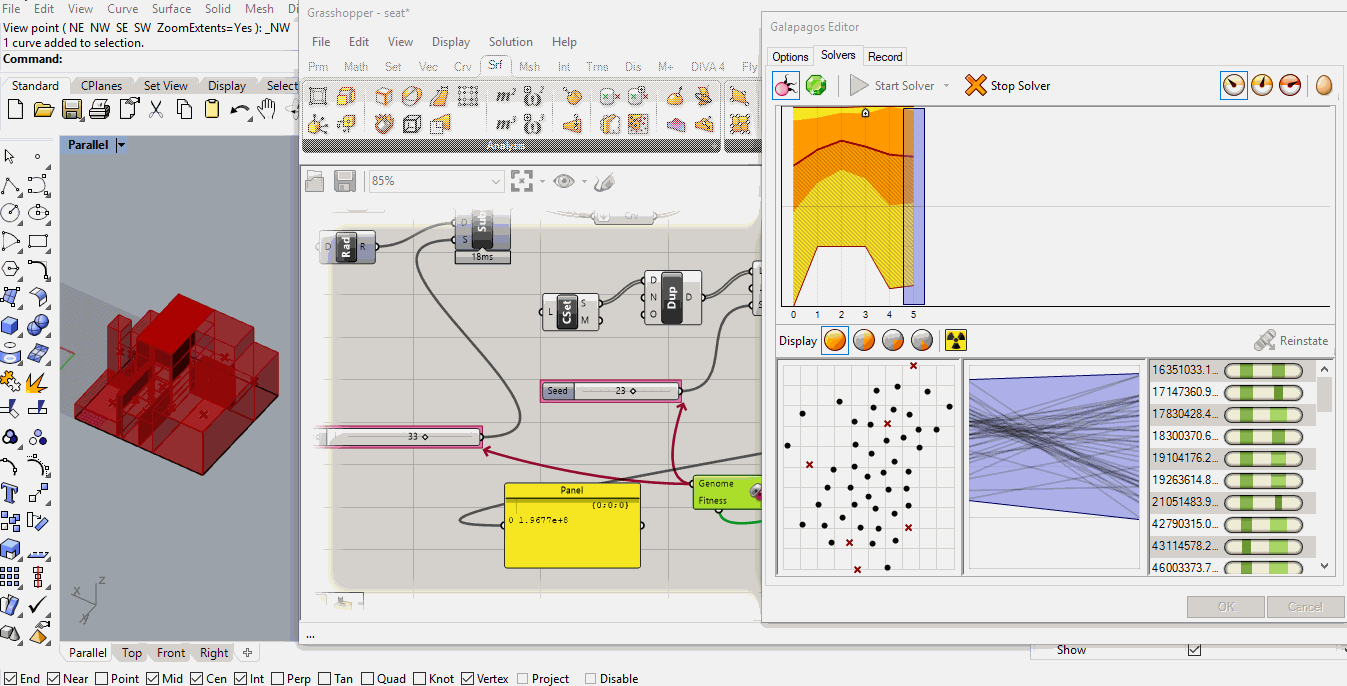 File Edit View Curve Surface Solid Mesh Di
View point ( NE NW SE SW ZoomExtents=Yes ): _NW
1 curve added to selection.
Command:
Standard CPlanes Set View Display Select
Parallel
x z y
Parallel Top Front Right
End Near Point Mid Cen Int Perp Tan Quad Knot Vertex Project Disable
Grasshopper - seat*
File Edit View Display Solution Help
Prm Math Set Vec Crv Srf Msh Int Trns Dis M+ DIVA 4 Fly
Analysis
85%
D Rad R
D S Sub
18ms
Crv
L CSet S M
D N O Dup D
Seed 23
33
Panel
{0;0;0}
0 1.9677e+8
Genome
Fitness
...
Galapagos Editor
Options Solvers Record
Start Solver Stop Solver
0 1 2 3 4 5
Display Reinstate
16351033.1...
17147360.9...
17830428.4...
18300370.6...
19104176.2...
19263614.8...
21051483.9...
42790315.0...
43114578.2...
46003373.7...
OK Cancel
Show